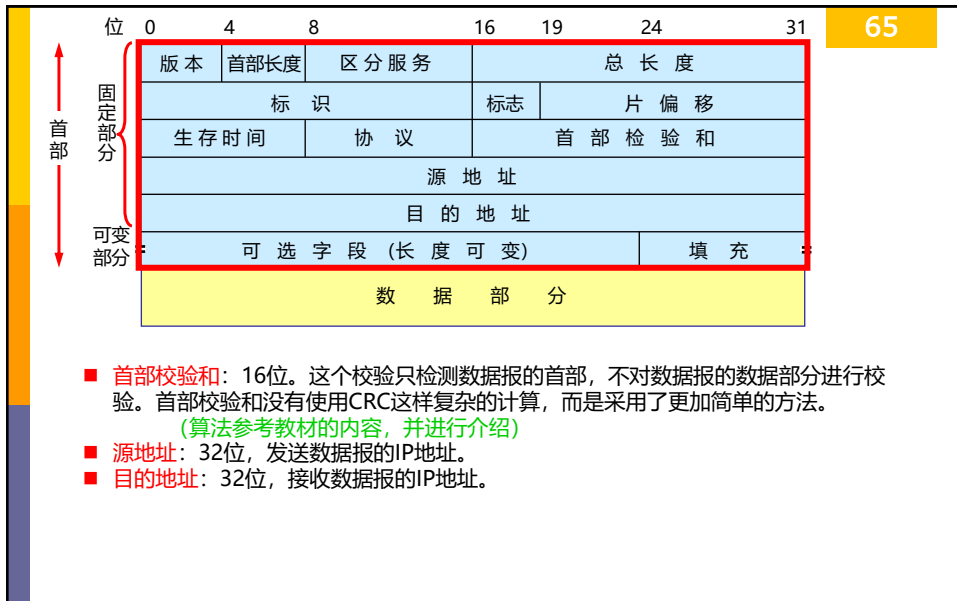 位 0 4 8 16 19 24 31 65
版 本 首部长度 区 分 服 务 总 长 度
标 识 标志 片 偏 移
生 存 时 间 协 议 首 部 检 验 和
源 地 址
目 的 地 址
可 选 字 段 (长 度 可 变) 填 充
数 据 部 分
首部
固定部分
可变
部分
首部校验和：16位。这个校验只检测数据报的首部，不对数据报的数据部分进行校
验。首部校验和没有使用CRC这样复杂的计算，而是采用了更加简单的方法。
（算法参考教材的内容，并进行介绍）
源地址：32位，发送数据报的IP地址。
目的地址：32位，接收数据报的IP地址。